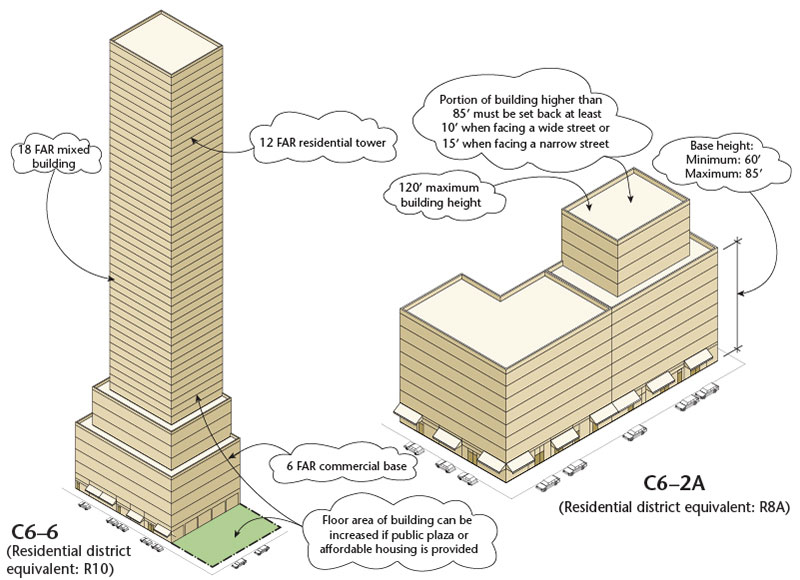 18 FAR mixed
building
12 FAR residential tower
6 FAR commercial base
Floor area of building can be
increased if public plaza or
affordable housing is provided
C6–6
(Residential district
equivalent: R10)
Portion of building higher than
85′ must be set back at least
10′ when facing a wide street or
15′ when facing a narrow street
120′ maximum
building height
Base height:
Minimum: 60′
Maximum: 85′
C6–2A
(Residential district equivalent: R8A)